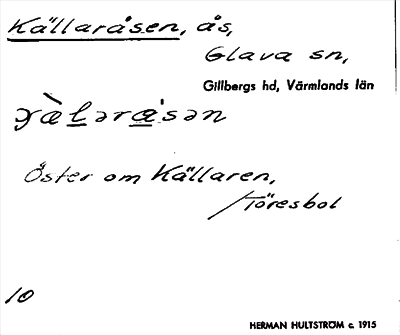 Källaråsen, ås,
Glava sn,
Gillbergs hd, Värmlands län
Öster om Källaren,
Töresbol
10
HERMAN HULTSTRÖM c. 1915